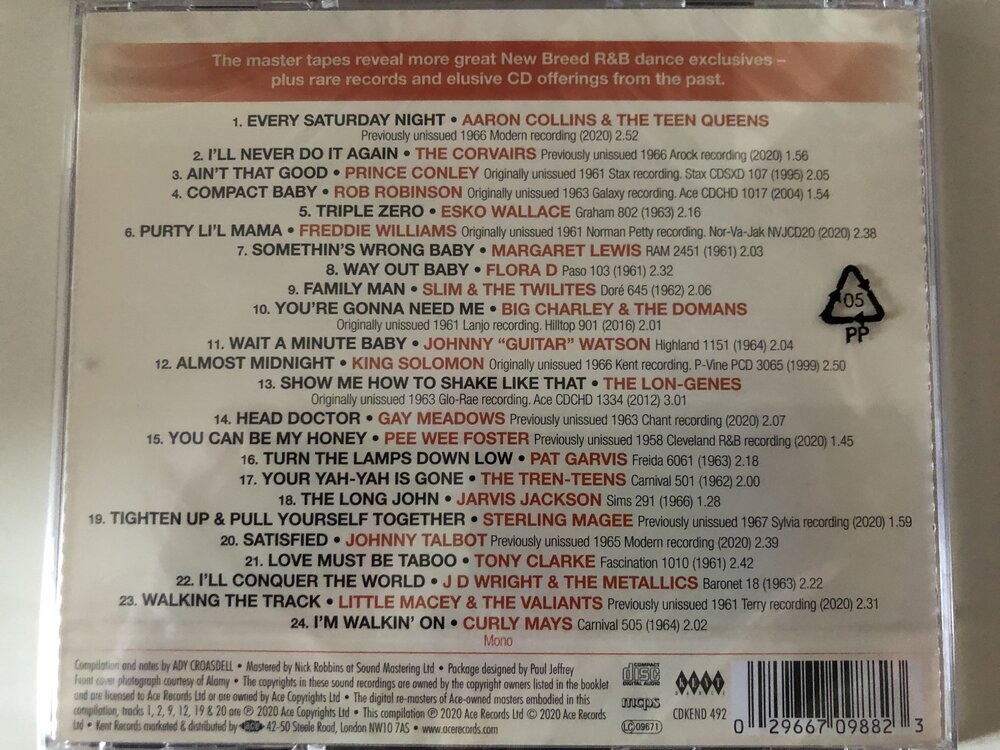 The master tapes reveal more great New Breed R&B dance exclusives –
plus rare records and elusive CD offerings from the past.
1. EVERY SATURDAY NIGHT • AARON COLLINS & THE TEEN QUEENS
Previously unissued 1966 Modern recording (2020) 2.52
2. I'LL NEVER DO IT AGAIN • THE CORVAIRS Previously unissued 1966 Arock recording (2020) 1.56
3. AIN'T THAT GOOD • PRINCE CONLEY Originally unissued 1961 Stax recording. Stax CDSXD 107 (1995) 2.05
4. COMPACT BABY • ROB ROBINSON Originally unissued 1963 Galaxy recording. Ace CDCHD 1017 (2004) 1.54
5. TRIPLE ZERO • ESKO WALLACE Graham 802 (1963) 2.16
6. PURTY LI'L MAMA • FREDDIE WILLIAMS Originally unissued 1961 Norman Petty recording. Nor-Va-Jak NVJCD20 (2020) 2.38
7. SOMETHIN'S WRONG BABY • MARGARET LEWIS RAM 2451 (1961) 2.03
8. WAY OUT BABY • FLORA D Paso 103 (1961) 2.32
9. FAMILY MAN • SLIM & THE TWILITES Doré 645 (1962) 2.06
10. YOU'RE GONNA NEED ME • BIG CHARLEY & THE DOMANS
Originally unissued 1961 Lanjo recording. Hilltop 901 (2016) 2.01
11. WAIT A MINUTE BABY • JOHNNY "GUITAR" WATSON Highland 1151 (1964) 2.04
12. ALMOST MIDNIGHT • KING SOLOMON Originally unissued 1966 Kent recording. P-Vine PCD 3065 (1999) 2.50
13. SHOW ME HOW TO SHAKE LIKE THAT • THE LON-GENES
Originally unissued 1963 Glo-Rae recording. Ace CDCHD 1334 (2012) 3.01
14. HEAD DOCTOR • GAY MEADOWS Previously unissued 1963 Chant recording (2020) 2.07
15. YOU CAN BE MY HONEY • PEE WEE FOSTER Previously unissued 1958 Cleveland R&B recording (2020) 1.45
16. TURN THE LAMPS DOWN LOW • PAT GARVIS Freida 6061 (1963) 2.18
17. YOUR YAH-YAH IS GONE • THE TREN-TEENS Carnival 501 (1962) 2.00
18. THE LONG JOHN • JARVIS JACKSON Sims 291 (1966) 1.28
19. TIGHTEN UP & PULL YOURSELF TOGETHER • STERLING MAGEE Previously unissued 1967 Sylvia recording (2020) 1.59
20. SATISFIED • JOHNNY TALBOT Previously unissued 1965 Modern recording (2020) 2.39
21. LOVE MUST BE TABOO • TONY CLARKE Fascination 1010 (1961) 2.42
22. I'LL CONQUER THE WORLD • J D WRIGHT & THE METALLICS Baronet 18 (1963) 2.22
23. WALKING THE TRACK • LITTLE MACEY & THE VALIANTS Previously unissued 1961 Terry recording (2020) 2.31
24. I'M WALKIN' ON • CURLY MAYS Carnival 505 (1964) 2.02
Mono
05
PP
Compilation and notes by ADY CROASDELL • Mastered by Nick Robbins at Sound Mastering Ltd • Package designed by Paul Jeffrey
Front cover photograph courtesy of Alamy • The copyrights in these sound recordings are owned by the copyright owners listed in the booklet
and are licensed to Ace Records Ltd or are owned by Ace Copyrights Ltd • The digital re-masters of Ace-owned masters embodied in this
compilation, tracks 1, 2, 9, 12, 19 & 20 are ℗ 2020 Ace Copyrights Ltd • This compilation ℗ 2020 Ace Records Ltd © 2020 Ace Records
Ltd • Kent Records marketed & distributed by ACE 42-50 Steele Road, London NW10 7AS • www.acerecords.com
COMPACT
disc
DIGITAL AUDIO
mcps
LC 09671
KENT
CDKEND 492
0 29667 09882 3